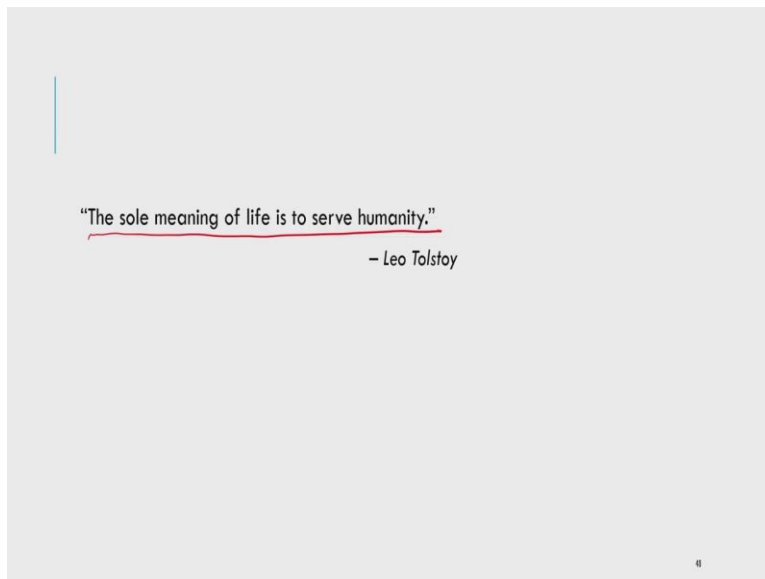 “The sole meaning of life is to serve humanity.”
– Leo Tolstoy